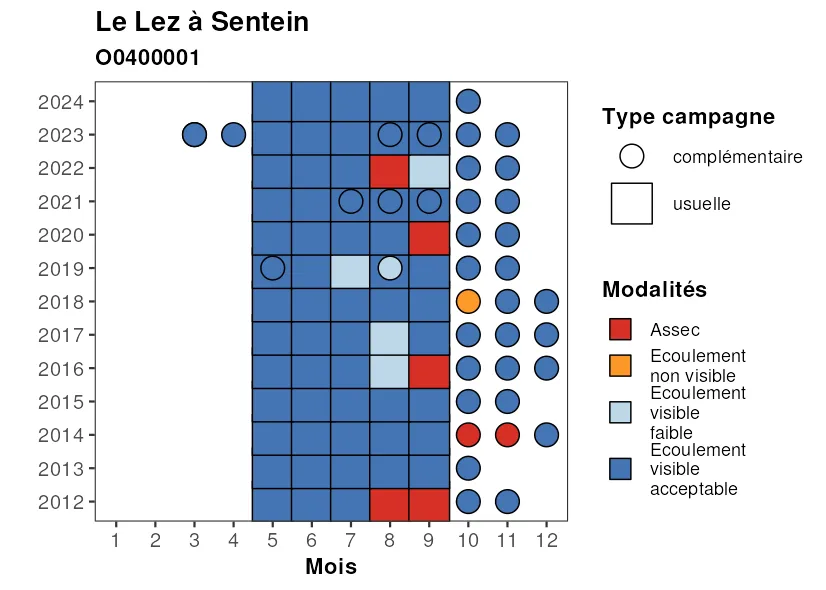 Le Lez à Sentein
O0400001
2024
2023
2022
2021
2020
2019
2018
2017
2016
2015
2014
2013
2012
1 2 3 4 5 6 7 8 9 10 11 12
Mois
Type campagne
complémentaire
usuelle
Modalités
Assec
Ecoulement
non visible
Ecoulement
visible
faible
Ecoulement
visible
acceptable